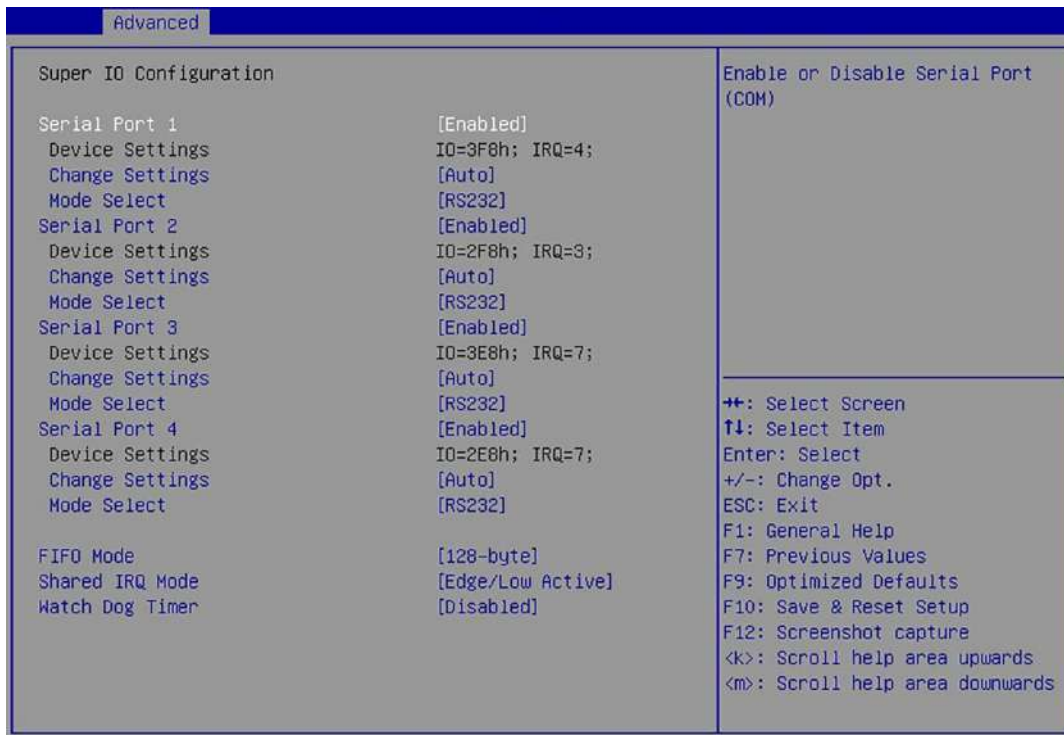 Advanced
Super IO Configuration
Serial Port 1 [Enabled]
Device Settings IO=3F8h; IRQ=4;
Change Settings [Auto]
Mode Select [RS232]
Serial Port 2 [Enabled]
Device Settings IO=2F8h; IRQ=3;
Change Settings [Auto]
Mode Select [RS232]
Serial Port 3 [Enabled]
Device Settings IO=3E8h; IRQ=7;
Change Settings [Auto]
Mode Select [RS232]
Serial Port 4 [Enabled]
Device Settings IO=2E8h; IRQ=7;
Change Settings [Auto]
Mode Select [RS232]
FIFO Mode [128-byte]
Shared IRQ Mode [Edge/Low Active]
Watch Dog Timer [Disabled]
Enable or Disable Serial Port
(COM)
→←: Select Screen
↑↓: Select Item
Enter: Select
+/-: Change Opt.
ESC: Exit
F1: General Help
F7: Previous Values
F9: Optimized Defaults
F10: Save & Reset Setup
F12: Screenshot capture
<k>: Scroll help area upwards
<m>: Scroll help area downwards